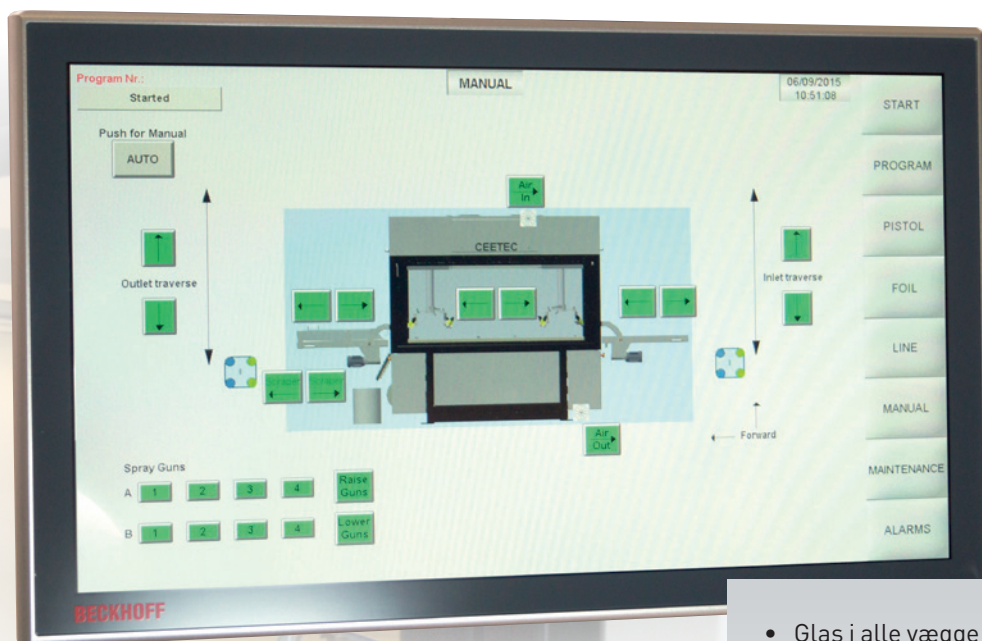 Program Nr.:
Started
MANUAL
06/09/2015
10:51:08
START
Push for Manual
AUTO
PROGRAM
Air
In
PISTOL
CEETEC
Outlet traverse
Inlet traverse
FOIL
LINE
Scraper Scraper
MANUAL
Forward
Air
Out
Spray Guns
A 1 2 3 4
Raise
Guns
MAINTENANCE
B 1 2 3 4
Lower
Guns
ALARMS
BECKHOFF
• Glas i alle vægge